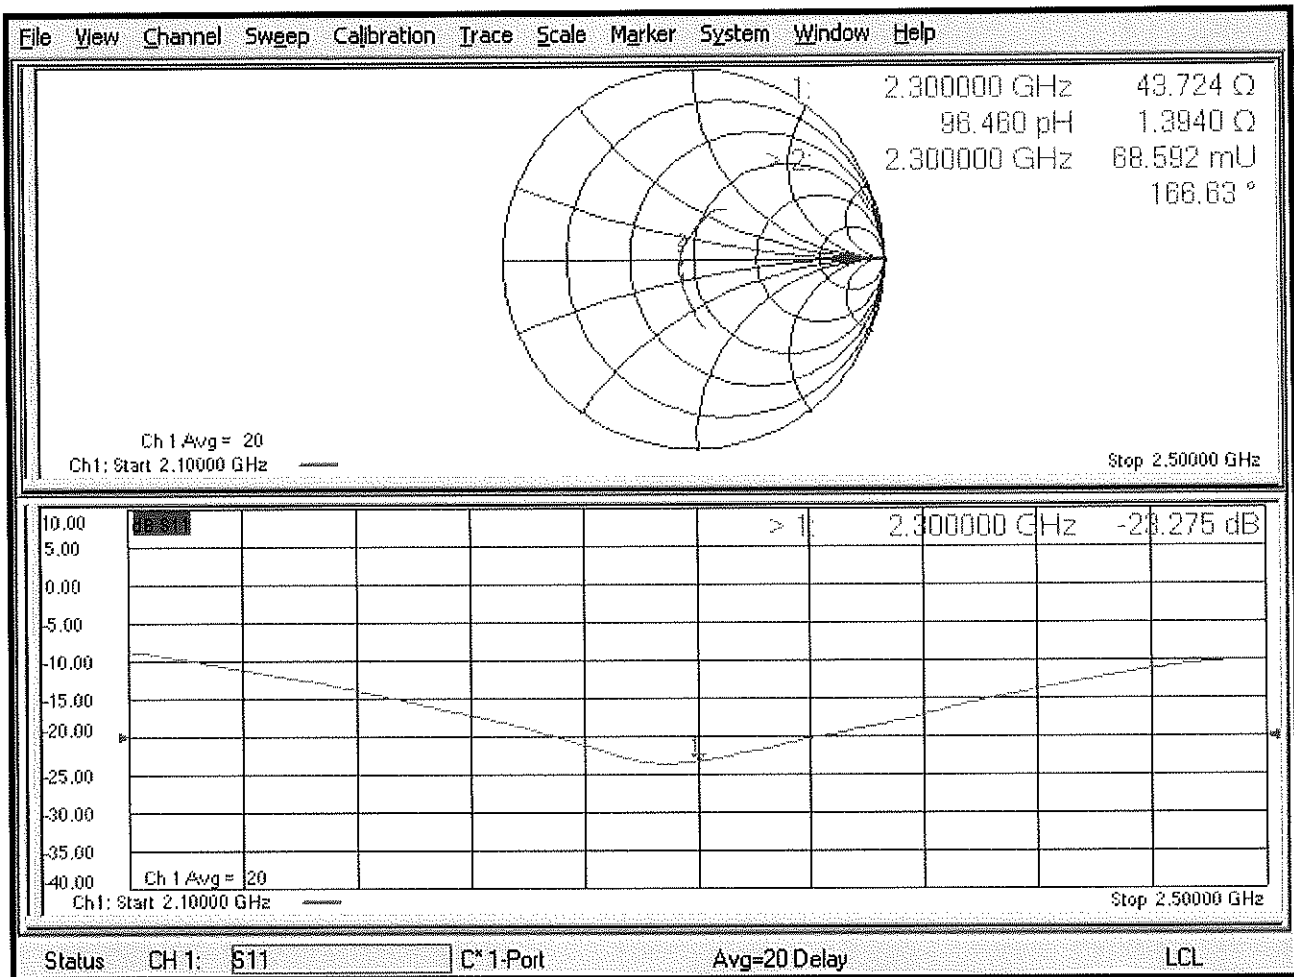 File View Channel Sweep Calibration Trace Scale Marker System Window Help
1: 2.300000 GHz 43.724 Ω
96.460 pH 1.3940 Ω
> 2: 2.300000 GHz 68.592 mU
166.63 °
Ch 1 Avg = 20
Ch1: Start 2.10000 GHz
Stop 2.50000 GHz
10.00
dB S11
> 1: 2.300000 GHz -23.275 dB
5.00
0.00
-5.00
-10.00
-15.00
-20.00
1
-25.00
-30.00
-35.00
-40.00
Ch 1 Avg = 20
Ch1: Start 2.10000 GHz
Stop 2.50000 GHz
Status CH 1: S11 C* 1-Port Avg=20 Delay LCL